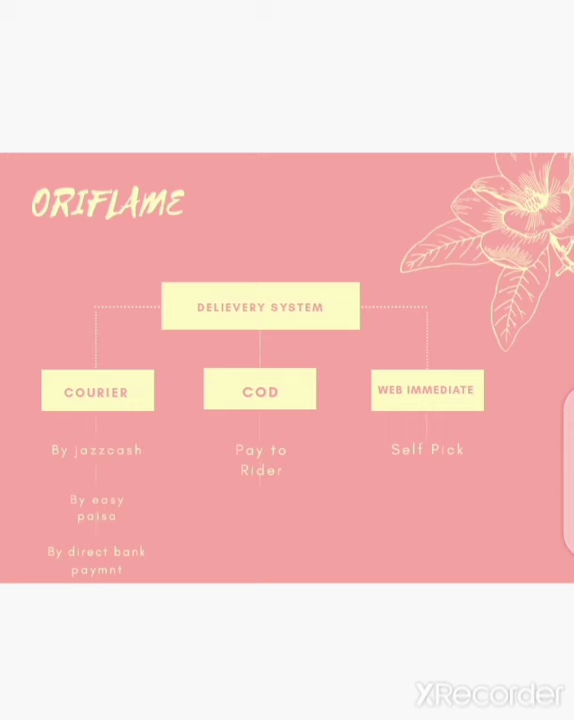 ORIFLAME
DELIEVERY SYSTEM
COURIER
COD
WEB IMMEDIATE
By jazzcash
Pay to
Rider
Self Pick
By easy
paisa
By direct bank
paymnt
XRecorder